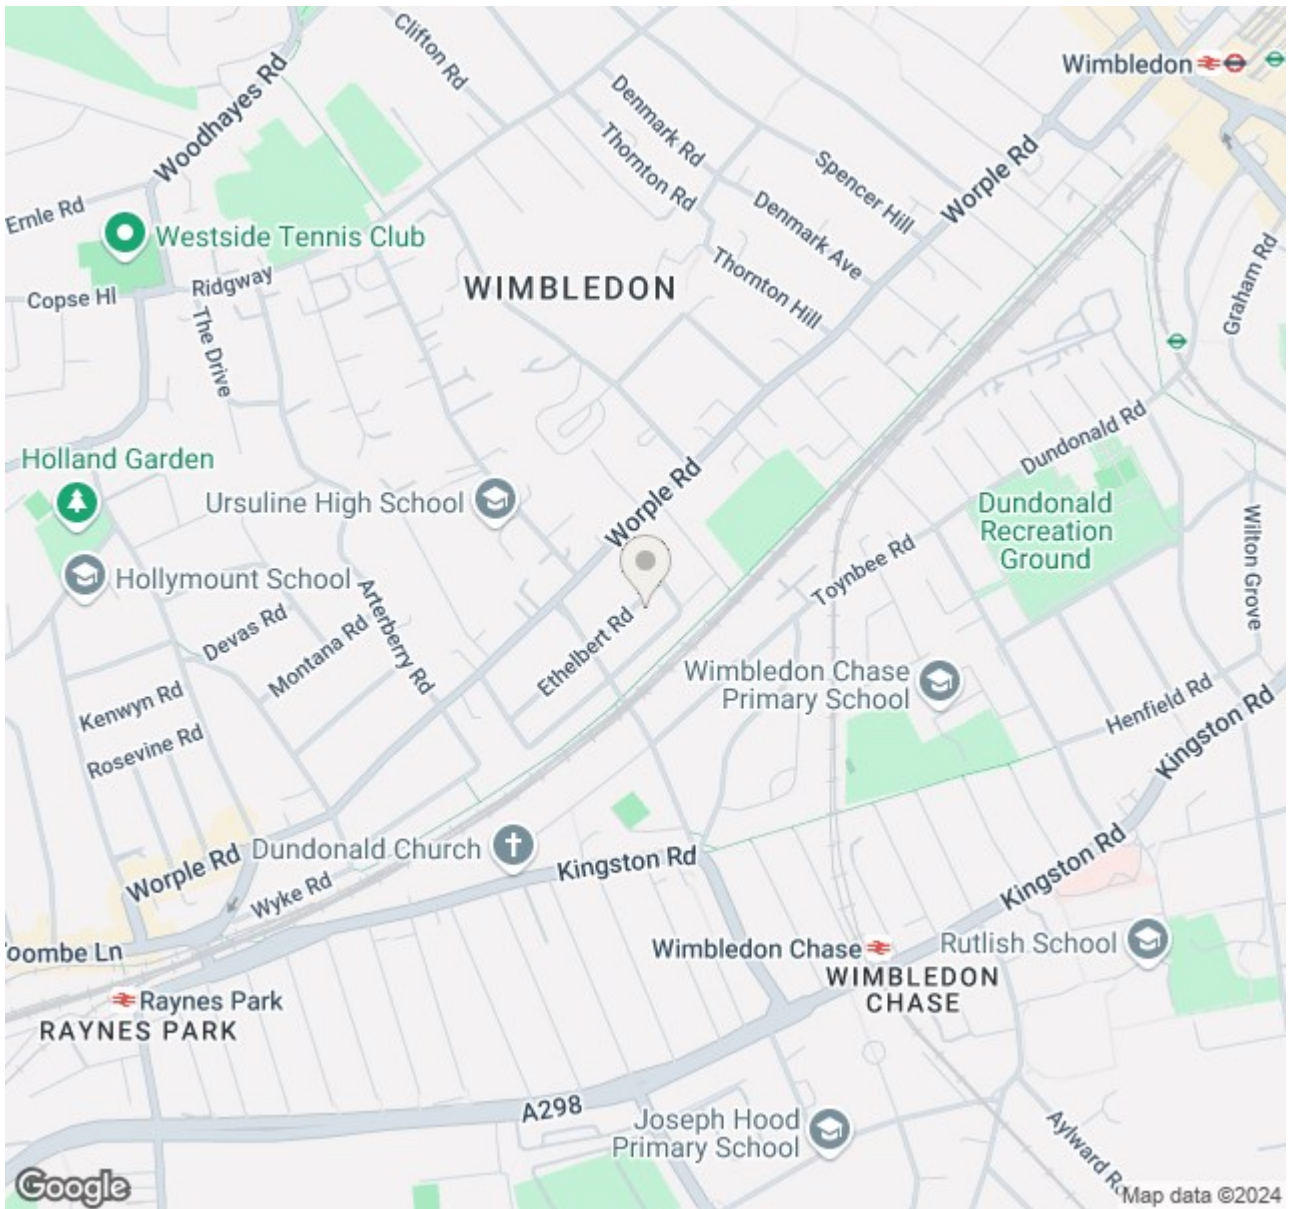 Clifton Rd
Wimbledon
Woodhayes Rd
Denmark Rd
Thornton Rd
Spencer Hill
Worple Rd
Ernle Rd
Denmark Ave
Westside Tennis Club
Graham Rd
Ridgway
WIMBLEDON
Thornton Hill
Copse Hl
The Drive
Dundonald Rd
Holland Garden
Ursuline High School
Worple Rd
Dundonald
Recreation
Ground
Wilton Grove
Toynbee Rd
Hollymount School
Arterberry Rd
Devas Rd
Montana Rd
Ethelbert Rd
Wimbledon Chase
Primary School
Kenwyn Rd
Henfield Rd
Kingston Rd
Rosevine Rd
Dundonald Church
Kingston Rd
Kingston Rd
Worple Rd
Wyke Rd
oombe Ln
Wimbledon Chase
Rutlish School
WIMBLEDON
CHASE
Raynes Park
RAYNES PARK
A298
Joseph Hood
Primary School
Aylward Rd
Google
Map data ©2024